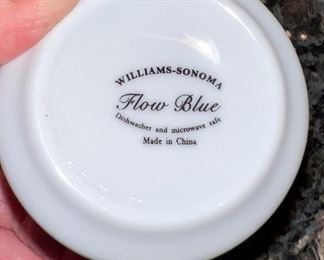 WILLIAMS-SONOMA
Flow Blue
Dishwasher and microwave safe
Made in China